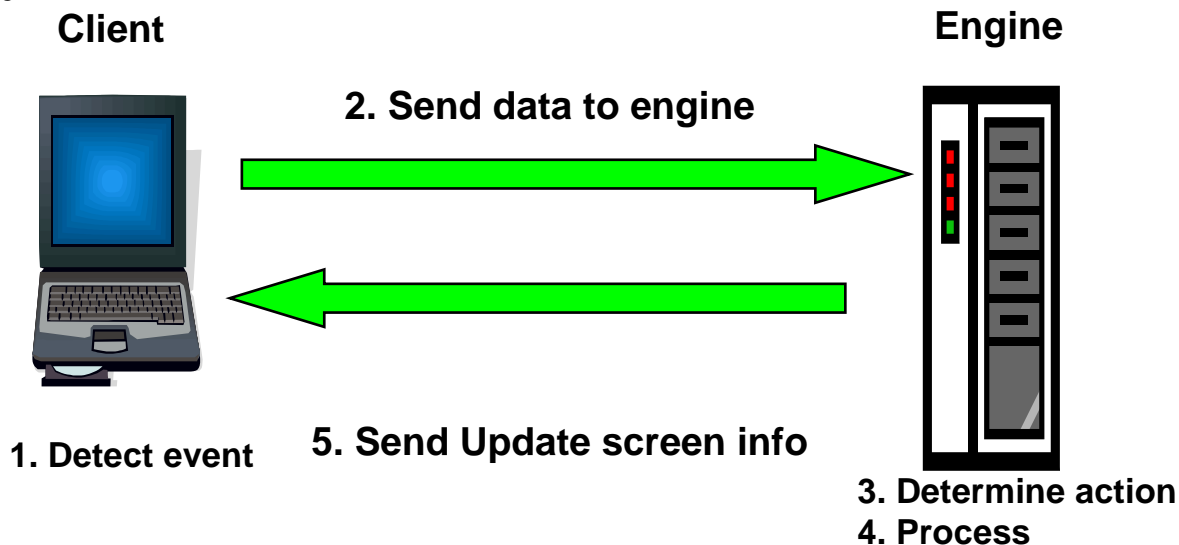 Client
Engine
2. Send data to engine
1. Detect event
5. Send Update screen info
3. Determine action
4. Process